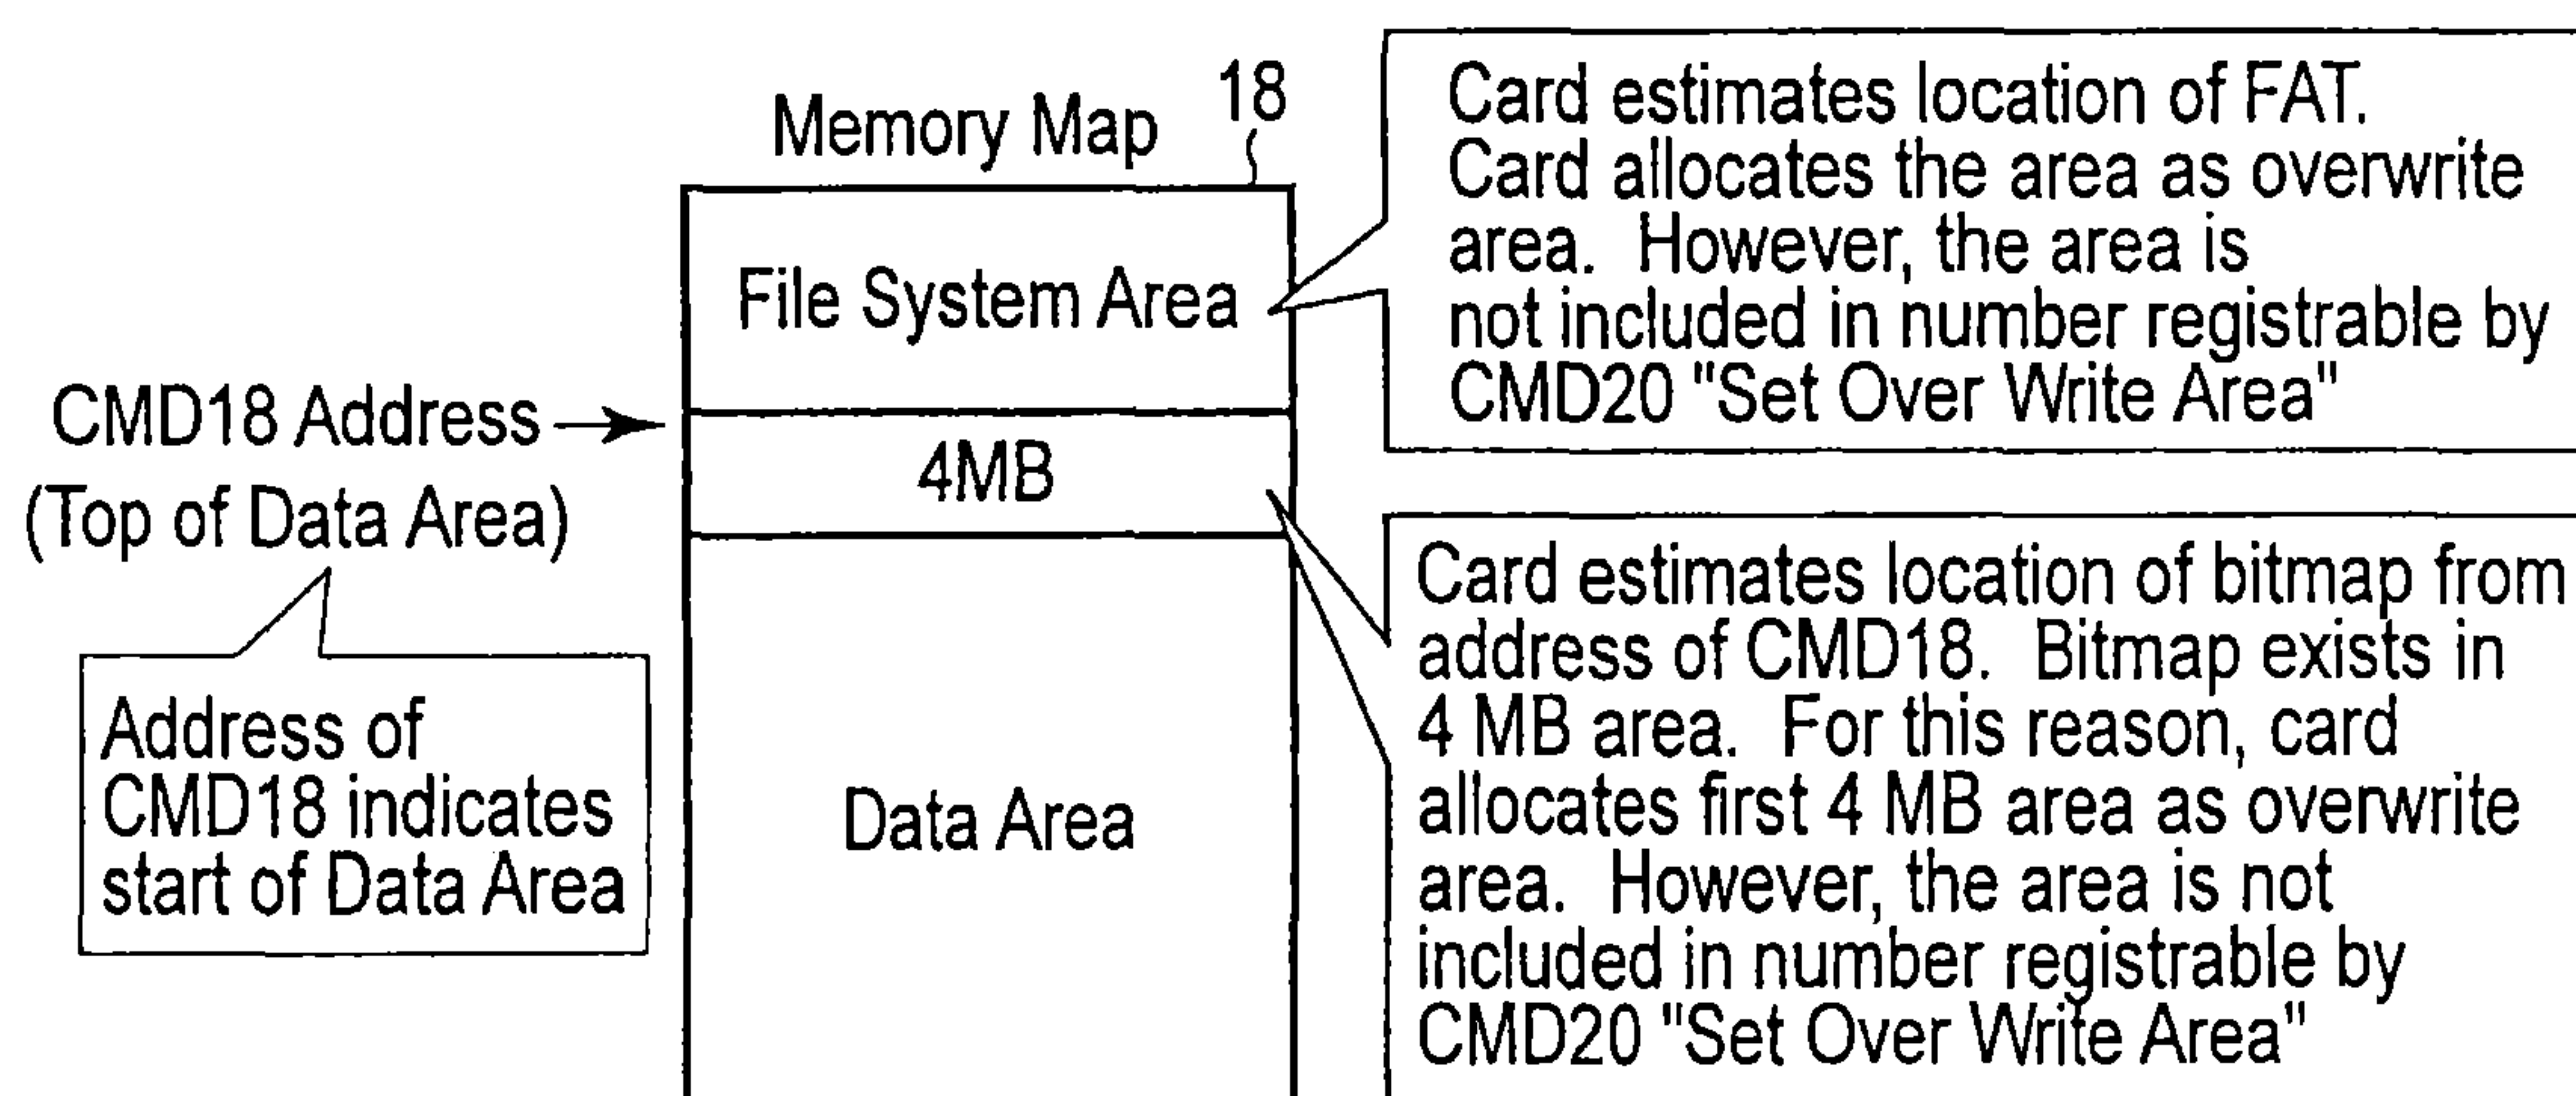 Memory Map
18
File System Area
4MB
Data Area
CMD18 Address
(Top of Data Area)
Address of
CMD18 indicates
start of Data Area
Card estimates location of FAT.
Card allocates the area as overwrite
area. However, the area is
not included in number registrable by
CMD20 "Set Over Write Area"
Card estimates location of bitmap from
address of CMD18. Bitmap exists in
4 MB area. For this reason, card
allocates first 4 MB area as overwrite
area. However, the area is not
included in number registrable by
CMD20 "Set Over Write Area"